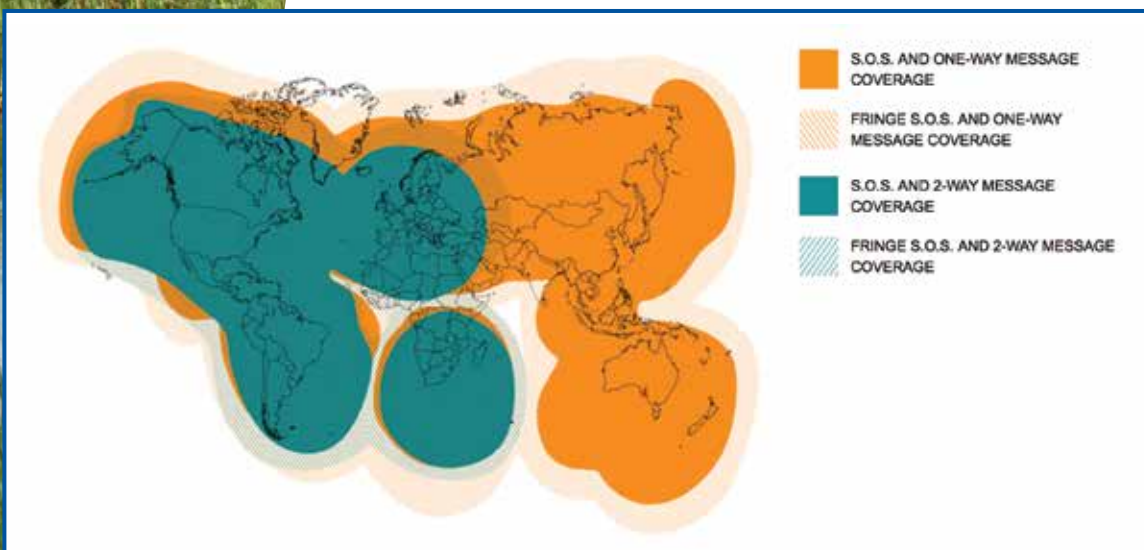 S.O.S. AND ONE-WAY MESSAGE
COVERAGE
FRINGE S.O.S. AND ONE-WAY
MESSAGE COVERAGE
S.O.S. AND 2-WAY MESSAGE
COVERAGE
FRINGE S.O.S. AND 2-WAY MESSAGE
COVERAGE